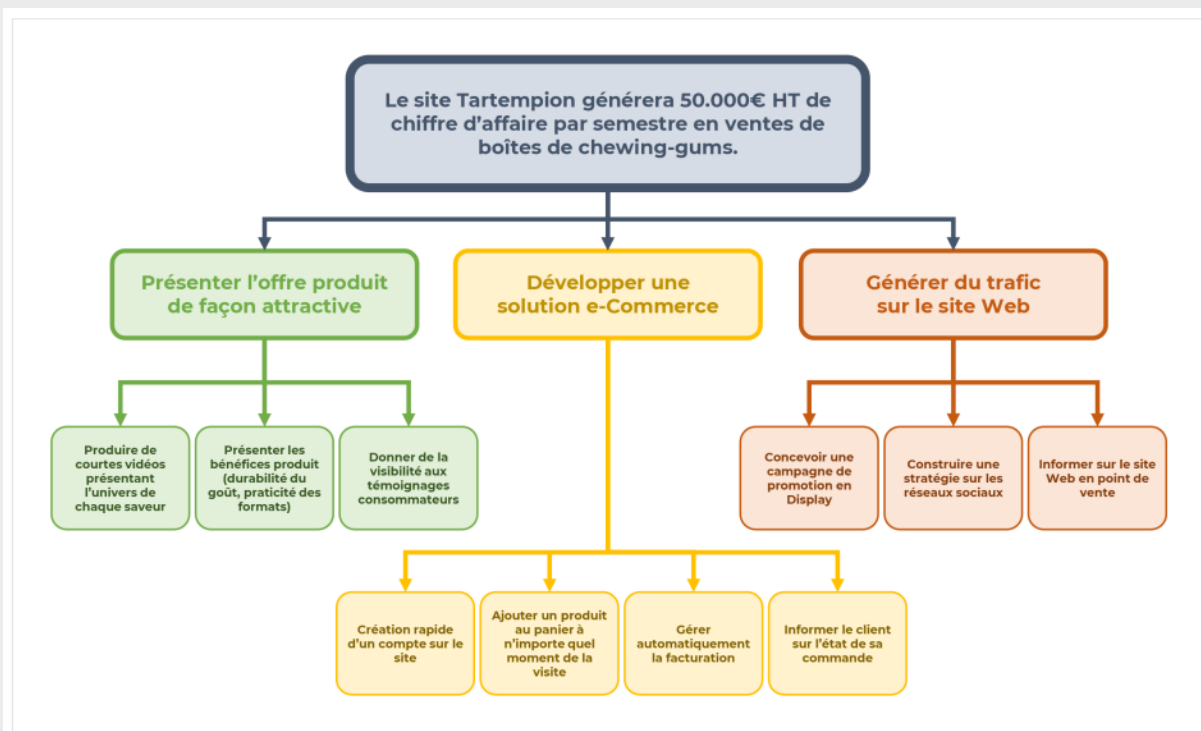 Le site Tartempion générera 50.000€ HT de
chiffre d'affaire par semestre en ventes de
boîtes de chewing-gums.
Présenter l'offre produit
de façon attractive
Développer une
solution e-Commerce
Générer du trafic
sur le site Web
Produire de
courtes vidéos
présentant
l'univers de
chaque saveur
Présenter les
bénéfices produit
(durabilité du
goût, praticité des
formats)
Donner de la
visibilité aux
témoignages
consommateurs
Concevoir une
campagne de
promotion en
Display
Construire une
stratégie sur les
réseaux sociaux
Informer sur le site
Web en point de
vente
Création rapide
d'un compte sur le
site
Ajouter un produit
au panier à
n'importe quel
moment de la
visite
Gérer
automatiquement
la facturation
Informer le client
sur l'état de sa
commande